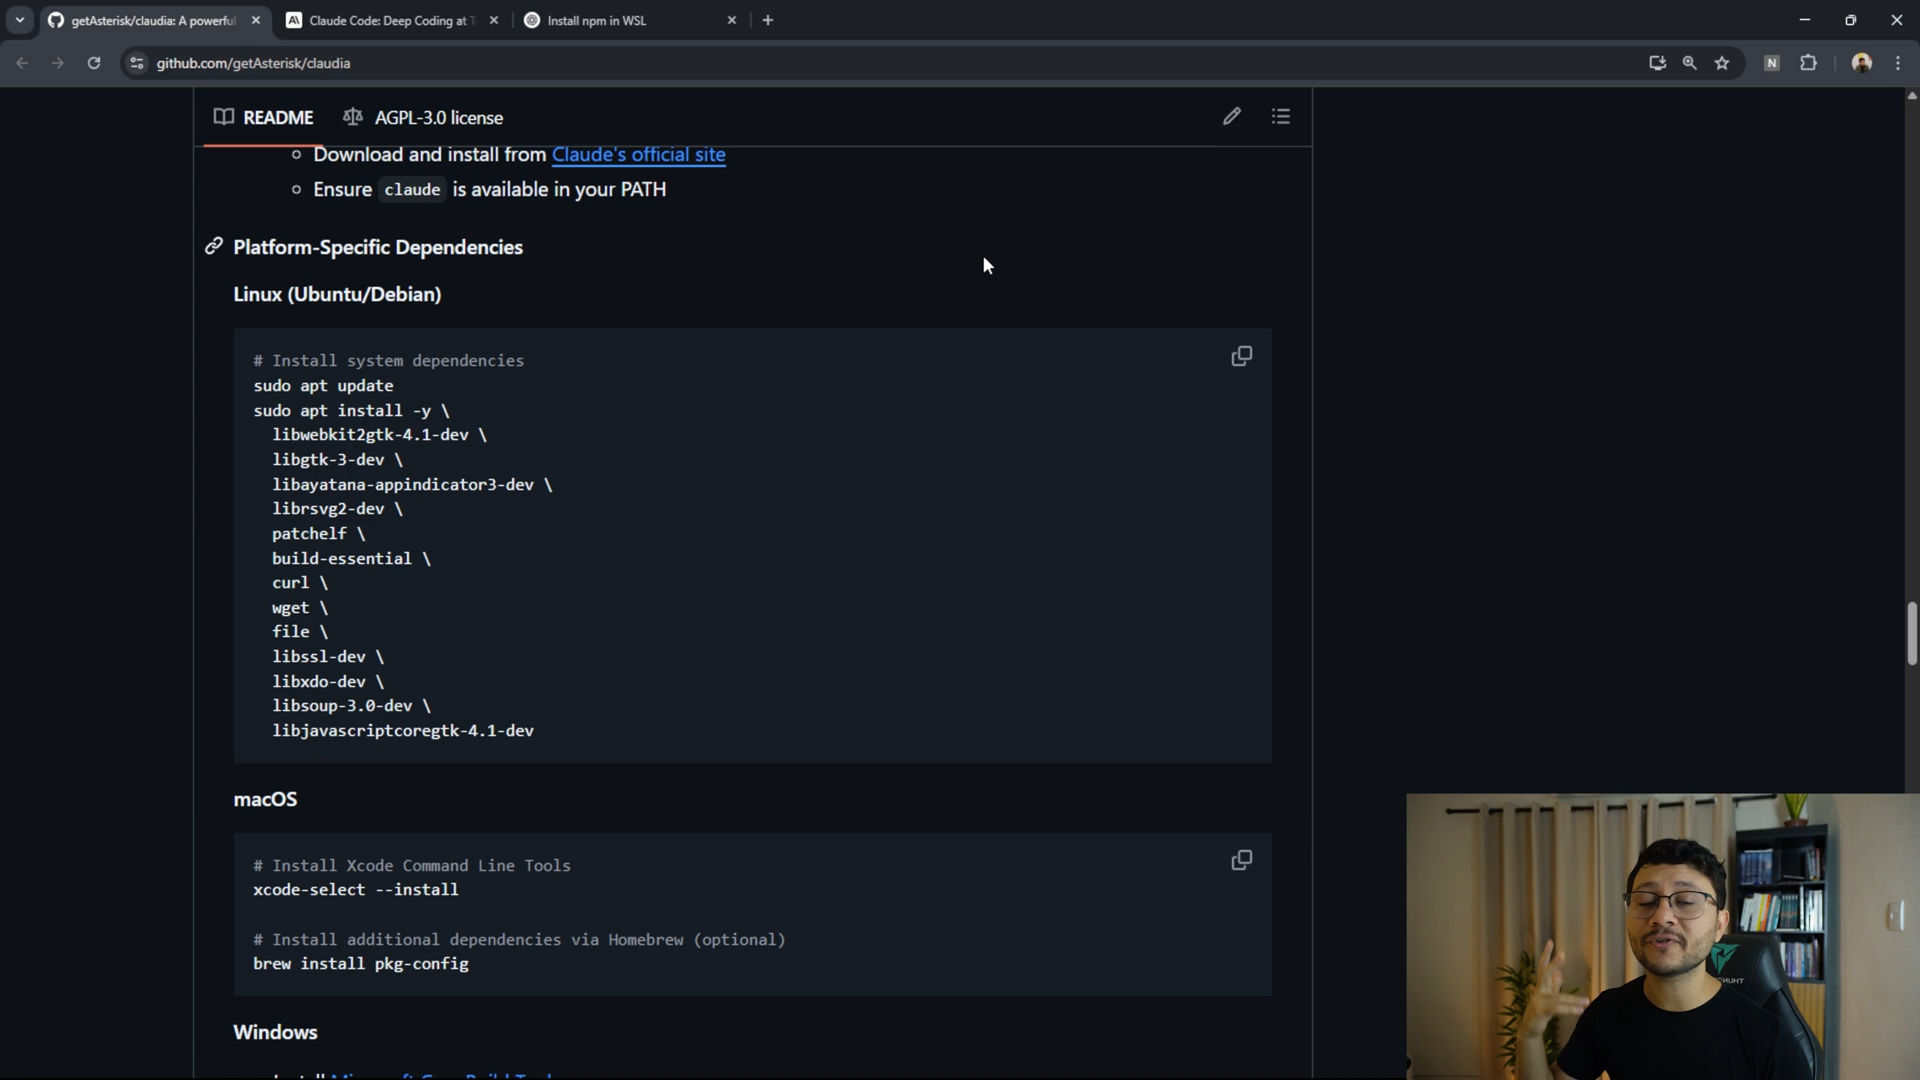 getAsterisk/claudia: A powerful
Claude Code: Deep Coding at T
Install npm in WSL
github.com/getAsterisk/claudia
N
README
AGPL-3.0 license
Download and install from Claude's official site
Ensure claude is available in your PATH
Platform-Specific Dependencies
Linux (Ubuntu/Debian)
# Install system dependencies
sudo apt update
sudo apt install -y \
libwebkit2gtk-4.1-dev \
libgtk-3-dev \
libayatana-appindicator3-dev \
librsvg2-dev \
patchelf \
build-essential \
curl \
wget \
file \
libssl-dev \
libxdo-dev \
libsoup-3.0-dev \
libjavascriptcoregtk-4.1-dev
macOS
# Install Xcode Command Line Tools
xcode-select --install
# Install additional dependencies via Homebrew (optional)
brew install pkg-config
Windows